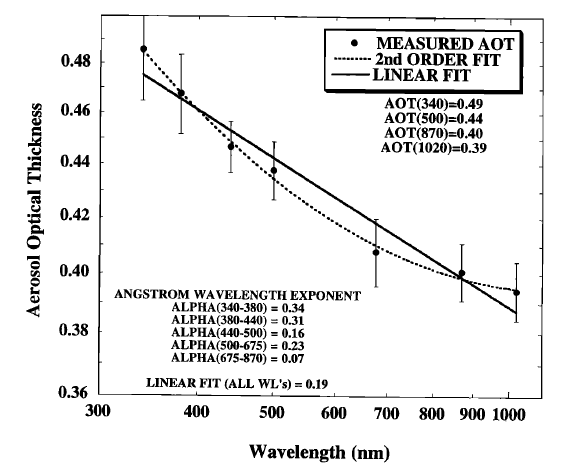 MEASURED AOT
2nd ORDER FIT
LINEAR FIT
AOT(340)=0.49
AOT(500)=0.44
AOT(870)=0.40
AOT(1020)=0.39
0.48
0.46
0.44
0.42
0.40
0.38
0.36
Aerosol Optical Thickness
ANGSTROM WAVELENGTH EXPONENT
ALPHA(340-380) = 0.34
ALPHA(380-440) = 0.31
ALPHA(440-500) = 0.16
ALPHA(500-675) = 0.23
ALPHA(675-870) = 0.07
LINEAR FIT (ALL WL's) = 0.19
300 400 500 600 700 800 900 1000
Wavelength (nm)